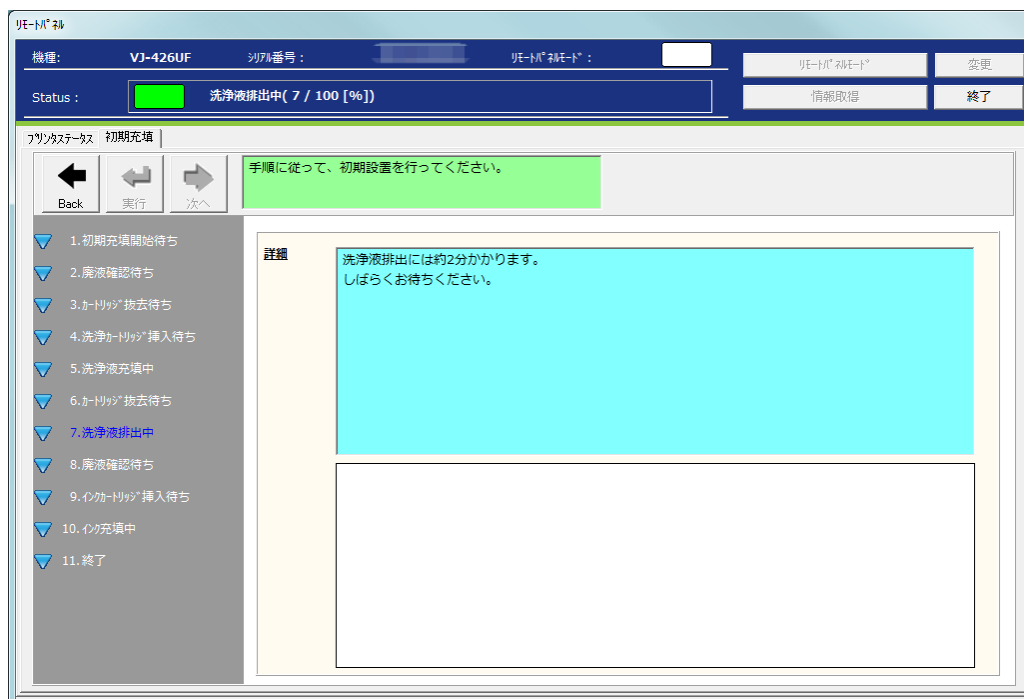 ﾘﾓｰﾄﾊﾟﾈﾙ
機種:
VJ-426UF
ｼﾘｱﾙ番号 :
ﾘﾓｰﾄﾊﾟﾈﾙﾓｰﾄﾞ :
ﾘﾓｰﾄﾊﾟﾈﾙﾓｰﾄﾞ
変更
Status :
洗浄液排出中( 7 / 100 [%])
情報取得
終了
ﾌﾟﾘﾝﾀｽﾃｰﾀｽ
初期充填
Back
実行
次へ
手順に従って、初期設置を行ってください。
1.初期充填開始待ち
2.廃液確認待ち
3.ｶｰﾄﾘｯｼﾞ抜去待ち
4.洗浄ｶｰﾄﾘｯｼﾞ挿入待ち
5.洗浄液充填中
6.ｶｰﾄﾘｯｼﾞ抜去待ち
7.洗浄液排出中
8.廃液確認待ち
9.ｲﾝｸｶｰﾄﾘｯｼﾞ挿入待ち
10.ｲﾝｸ充填中
11.終了
詳細
洗浄液排出には約2分かかります。
しばらくお待ちください。